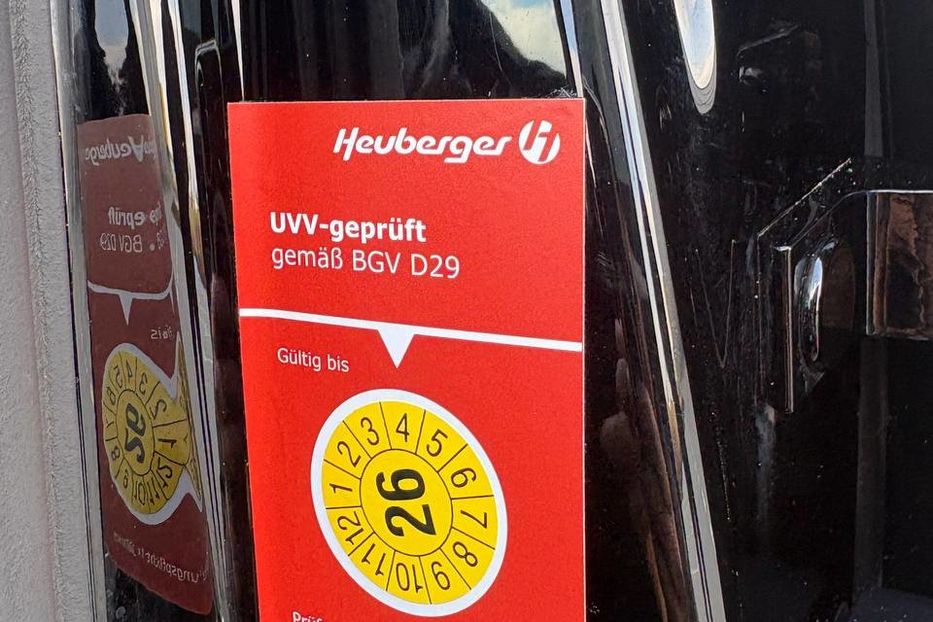 Heuberger
UVV-geprüft
gemäß BGV D29
Gültig bis
1 2 3 4 5 6 7 8 9 10 11 12
26